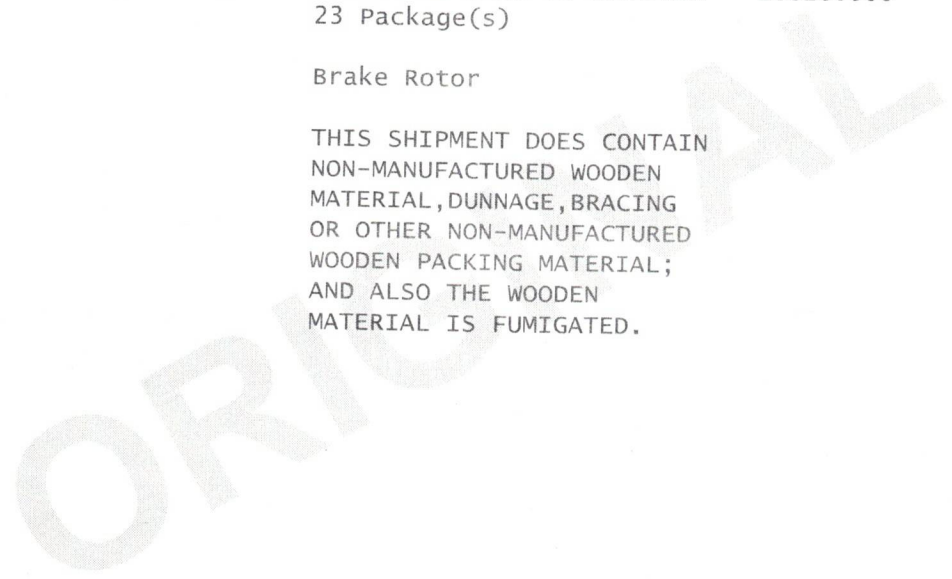 23 Package(s)
Brake Rotor
THIS SHIPMENT DOES CONTAIN
NON-MANUFACTURED WOODEN
MATERIAL,DUNNAGE,BRACING
OR OTHER NON-MANUFACTURED
WOODEN PACKING MATERIAL;
AND ALSO THE WOODEN
MATERIAL IS FUMIGATED.
ORIGINAL